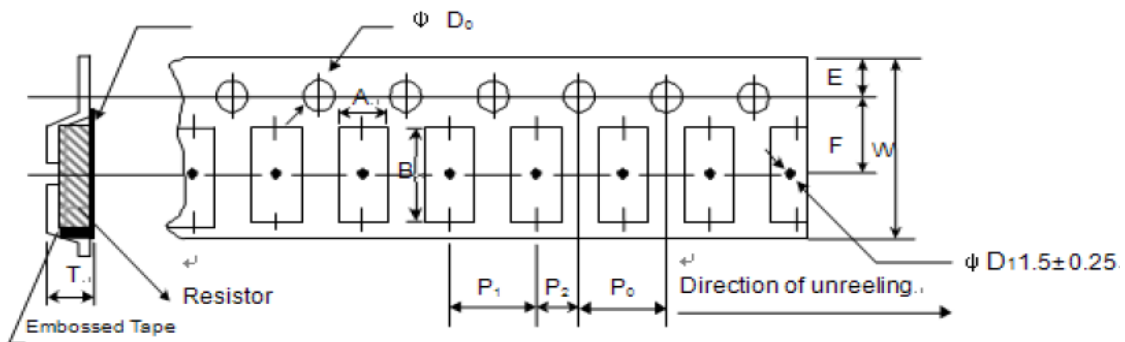 ψ D₀
E
A..
F
W
B
ψ D₁1.5±0.25
T..
Resistor
P₁
P₂
P₀
Direction of unreeling..
Embossed Tape